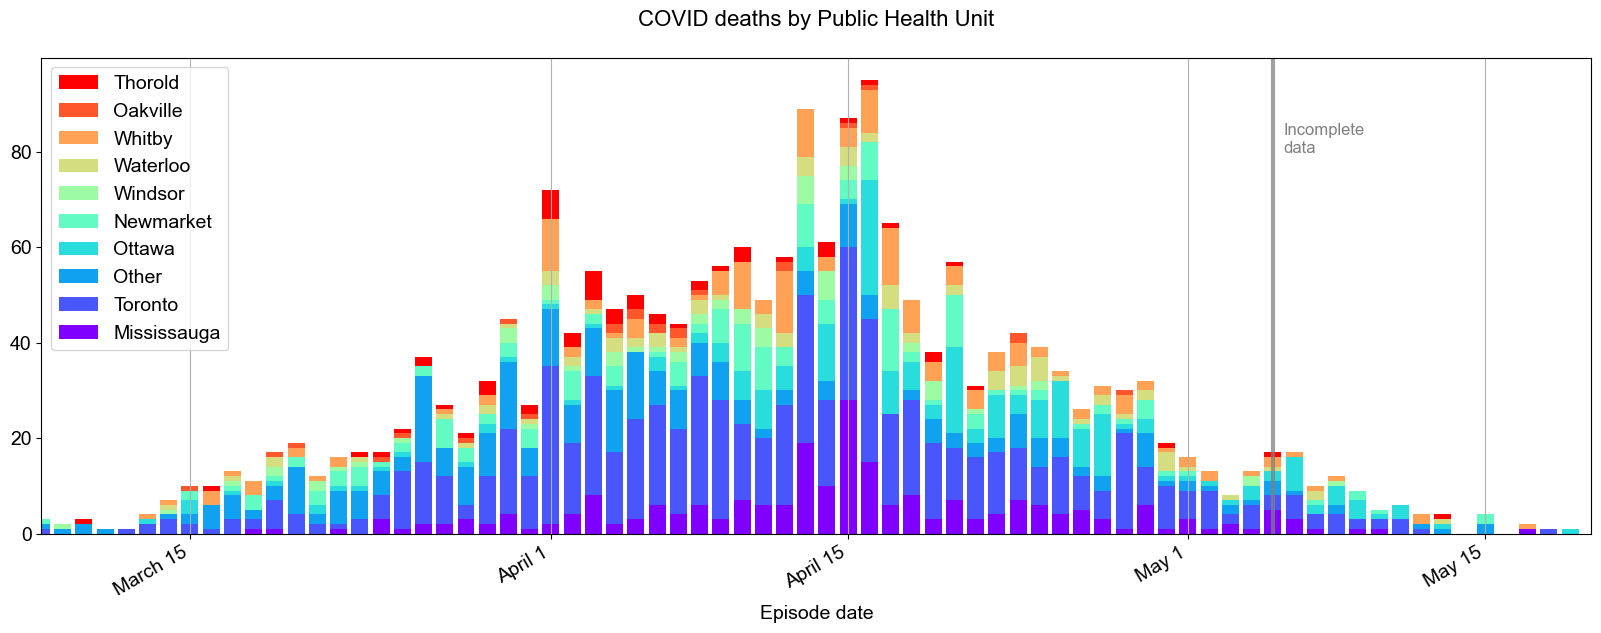 COVID deaths by Public Health Unit
Thorold
Oakville
Whitby
Waterloo
Windsor
Newmarket
Ottawa
Other
Toronto
Mississauga
Incomplete
data
80
60
40
20
0
March 15
April 1
April 15
May 1
May 15
Episode date